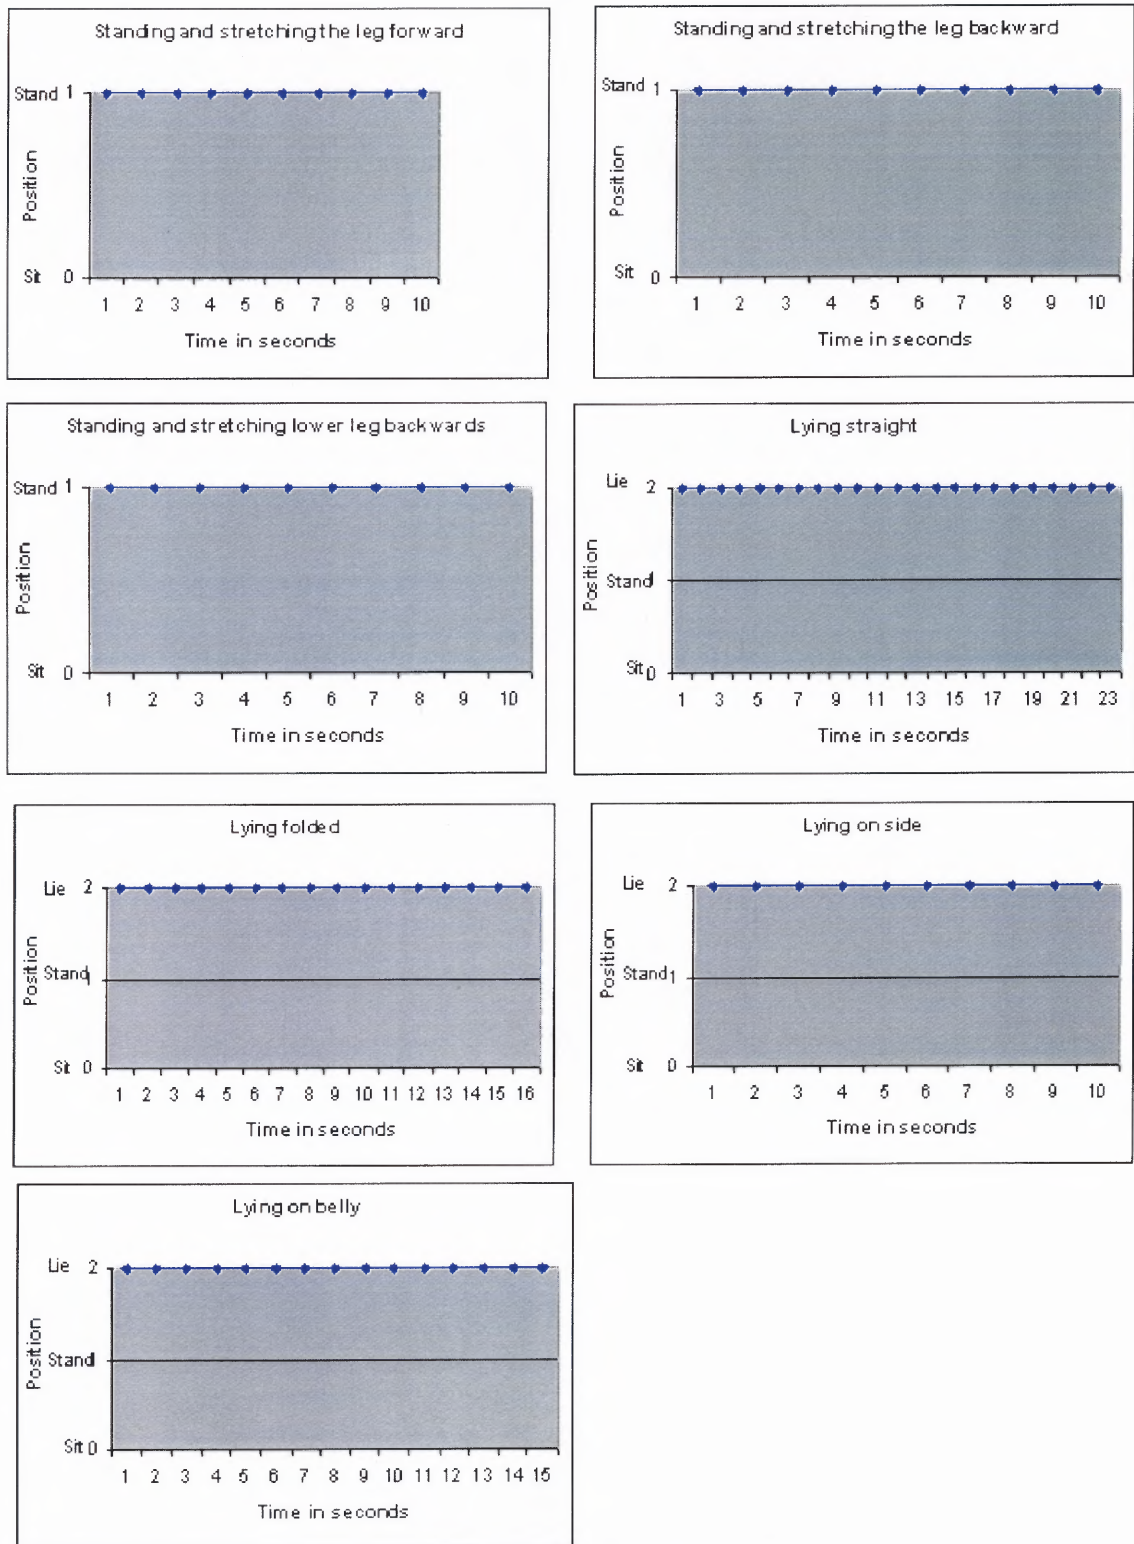 Standing and stretching the leg forward
Stand 1
Position
Sit 0
1 2 3 4 5 6 7 8 9 10
Time in seconds
Standing and stretching the leg backward
Stand 1
Position
Sit 0
1 2 3 4 5 6 7 8 9 10
Time in seconds
Standing and stretching lower leg backwards
Stand 1
Position
Sit 0
1 2 3 4 5 6 7 8 9 10
Time in seconds
Lying straight
Lie 2
Position
Stand 1
Sit 0
1 3 5 7 9 11 13 15 17 19 21 23
Time in seconds
Lying folded
Lie 2
Position
Stand 1
Sit 0
1 2 3 4 5 6 7 8 9 10 11 12 13 14 15 16
Time in seconds
Lying on side
Lie 2
Position
Stand 1
Sit 0
1 2 3 4 5 6 7 8 9 10
Time in seconds
Lying on belly
Lie 2
Position
Stand 1
Sit 0
1 2 3 4 5 6 7 8 9 10 11 12 13 14 15
Time in seconds